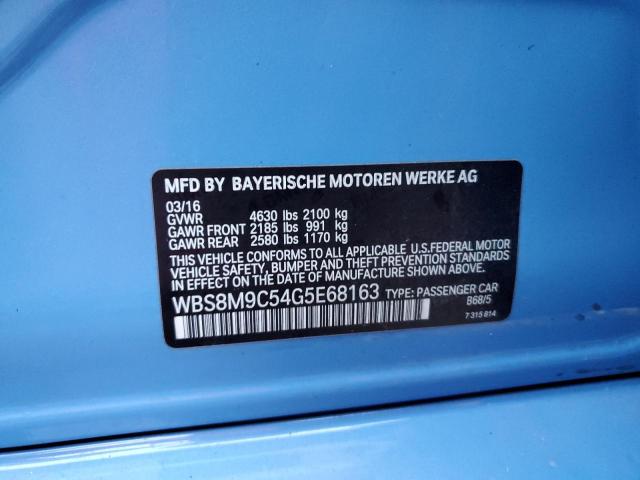 MFD BY BAYERISCHE MOTOREN WERKE AG
03/16
GVWR 4630 lbs 2100 kg
GAWR FRONT 2185 lbs 991 kg
GAWR REAR 2580 lbs 1170 kg
THIS VEHICLE CONFORMS TO ALL APPLICABLE U.S.FEDERAL MOTOR
VEHICLE SAFETY, BUMPER AND THEFT PREVENTION STANDARDS IN
EFFECT ON THE DATE OF MANUFACTURE SHOWN ABOVE.
WBS8M9C54G5E68163 TYPE: PASSENGER CAR
B68/5
7 315 814